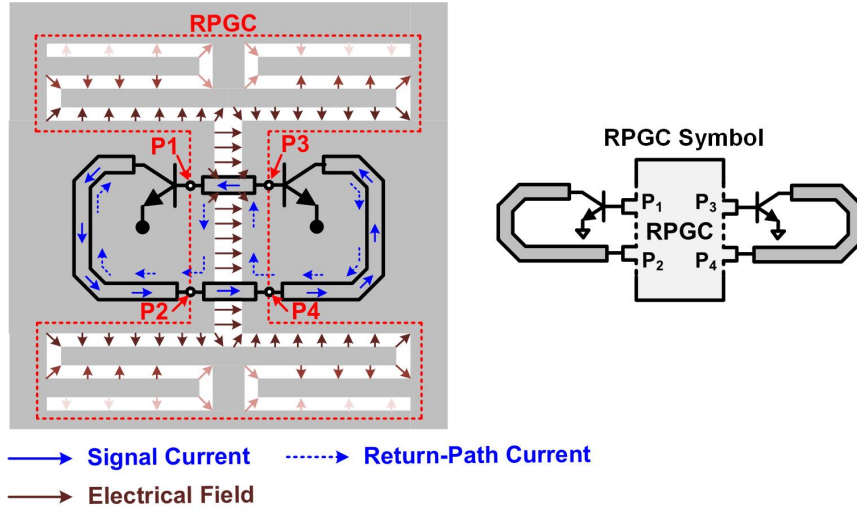 RPGC
P1
P3
P2
P4
RPGC Symbol
P₁
P₃
RPGC
P₂
P₄
Signal Current
Return-Path Current
Electrical Field